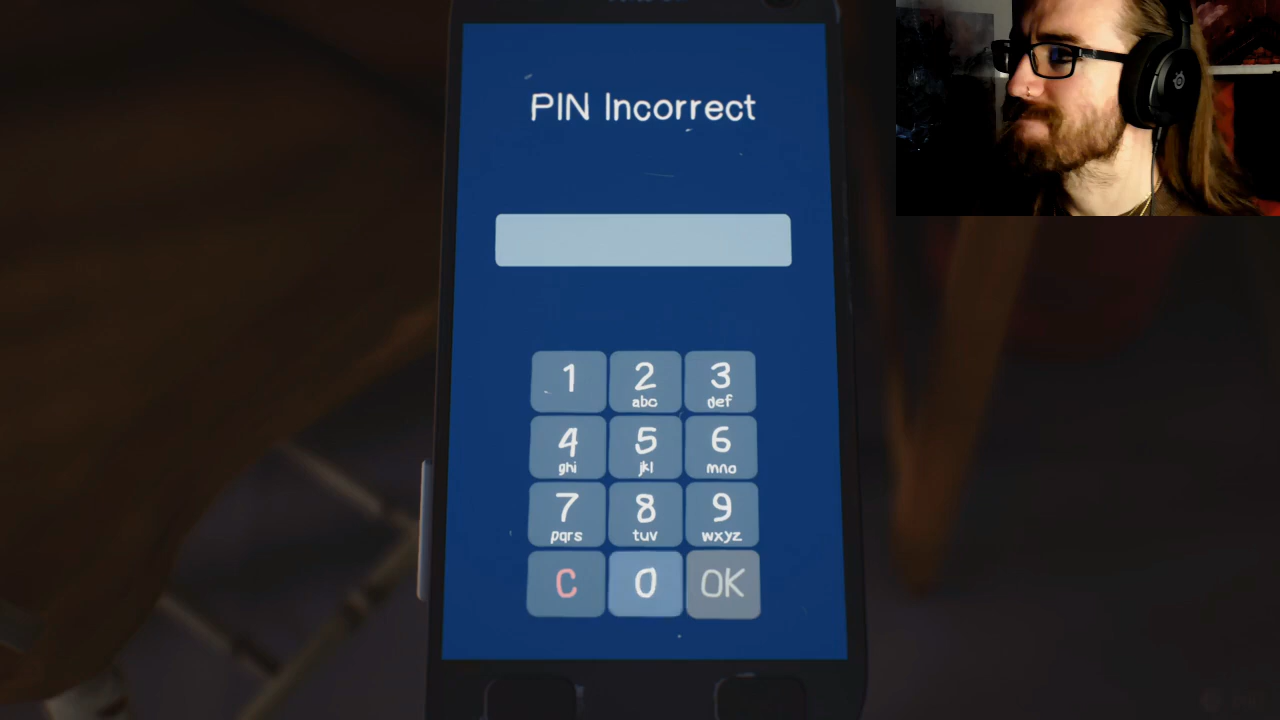 PIN Incorrect
1 2 3
abc def
4 5 6
ghi jkl mno
7 8 9
pqrs tuv wxyz
C 0 OK